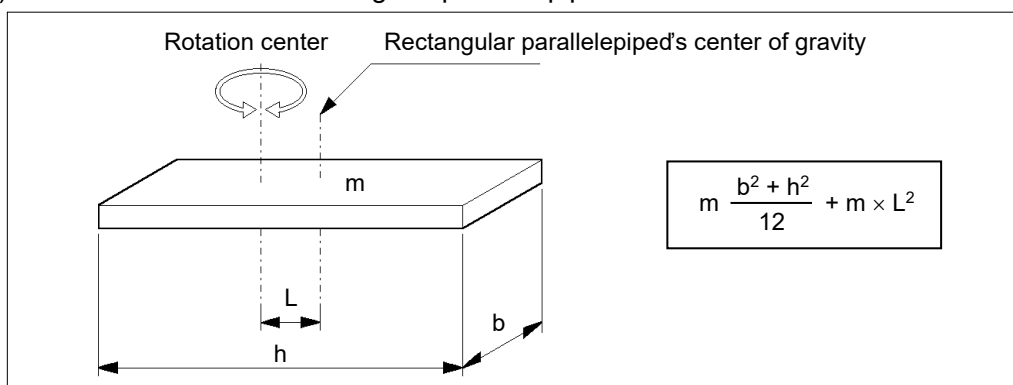 Rotation center
Rectangular parallelepiped's center of gravity
m
m (b² + h²) / 12 + m × L²
L
b
h